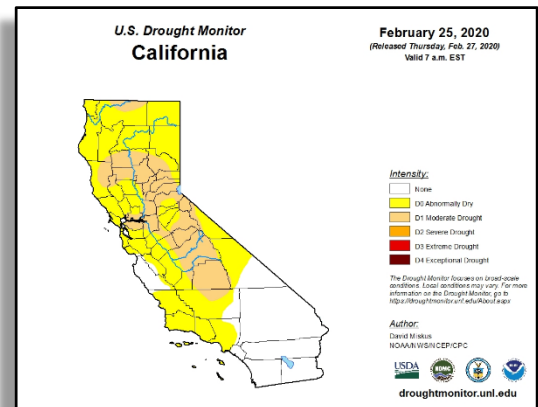 U.S. Drought Monitor
California
February 25, 2020
(Released Thursday, Feb. 27, 2020)
Valid 7 a.m. EST
Intensity:
None
D0 Abnormally Dry
D1 Moderate Drought
D2 Severe Drought
D3 Extreme Drought
D4 Exceptional Drought
The Drought Monitor focuses on broad-scale
conditions. Local conditions may vary. For more
information on the Drought Monitor, go to
https://droughtmonitor.unl.edu/About.aspx
Author:
David Miskus
NOAA/NWS/NCEP/CPC
USDA
NDMC
droughtmonitor.unl.edu